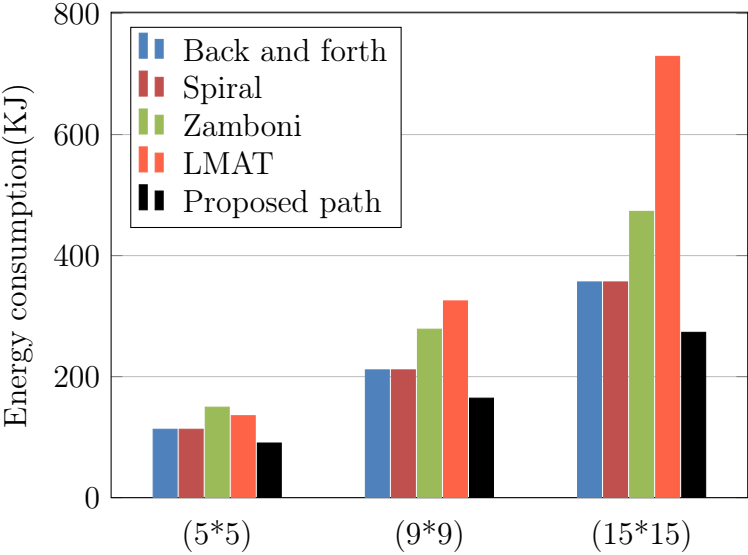 800
600
400
200
0
Energy consumption(KJ)
Back and forth
Spiral
Zamboni
LMAT
Proposed path
(5*5)
(9*9)
(15*15)